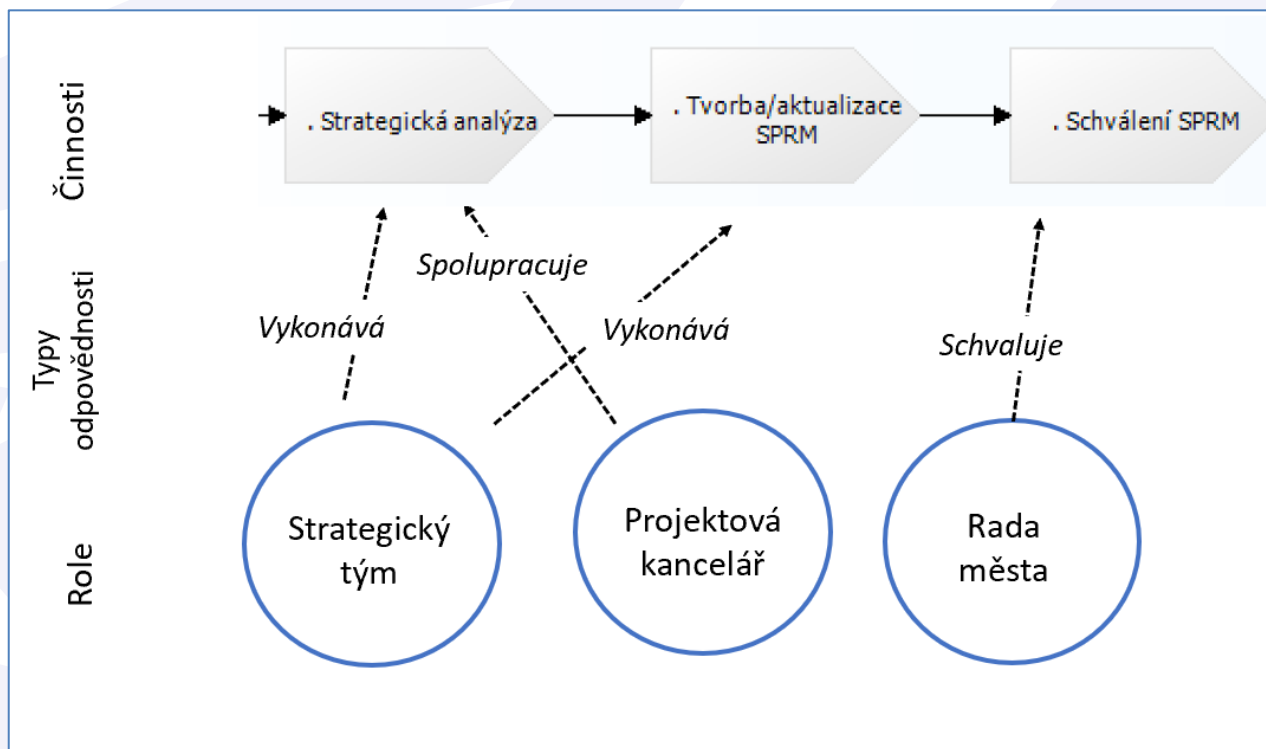 Činnosti
. Strategická analýza
. Tvorba/aktualizace
SPRM
. Schválení SPRM
Typy
odpovědnosti
Spolupracuje
Vykonává
Vykonává
Schvaluje
Role
Strategický
tým
Projektová
kancelář
Rada
města